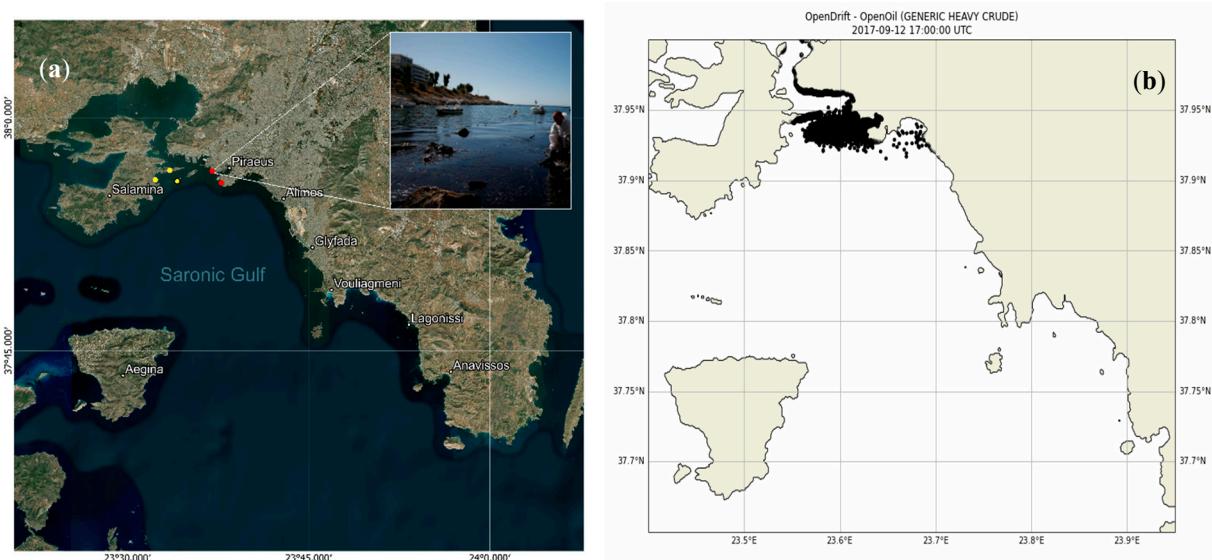 (a)
Piraeus
Salamina
Alimos
Glyfada
Saronic Gulf
Vouliagmeni
Lagonissi
Aegina
Anavissos
38°0.000'
37°45.000'
23°30.000'
23°45.000'
24°0.000'
OpenDrift - OpenOil (GENERIC HEAVY CRUDE)
2017-09-12 17:00:00 UTC
(b)
37.95°N
37.95°N
37.9°N
37.9°N
37.85°N
37.85°N
37.8°N
37.8°N
37.75°N
37.75°N
37.7°N
37.7°N
23.5°E
23.6°E
23.7°E
23.8°E
23.9°E